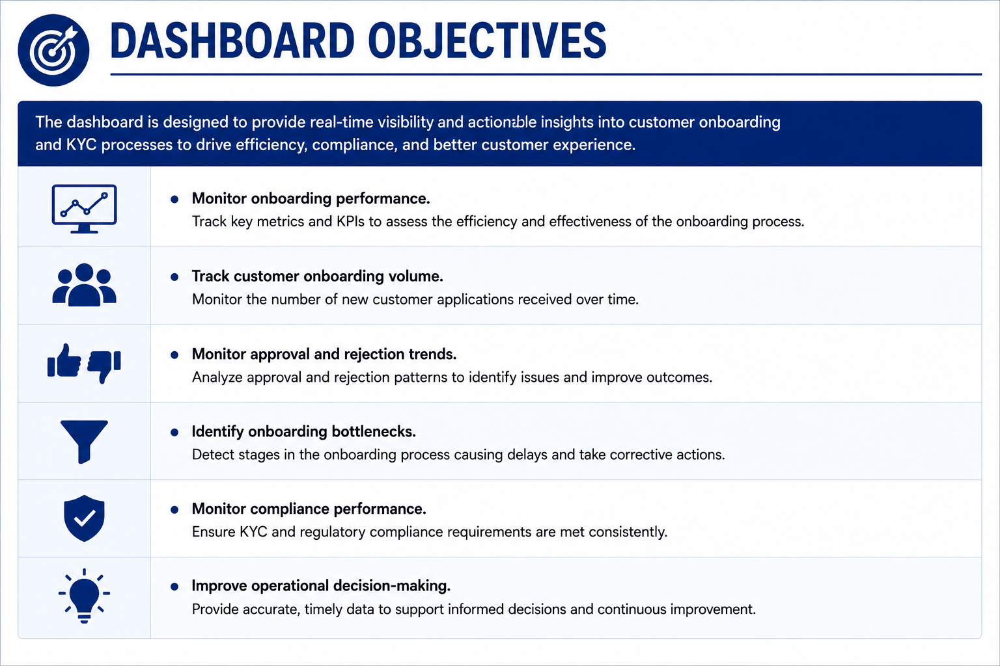 DASHBOARD OBJECTIVES
The dashboard is designed to provide real-time visibility and actionable insights into customer onboarding
and KYC processes to drive efficiency, compliance, and better customer experience.
• Monitor onboarding performance.
Track key metrics and KPIs to assess the efficiency and effectiveness of the onboarding process.
• Track customer onboarding volume.
Monitor the number of new customer applications received over time.
• Monitor approval and rejection trends.
Analyze approval and rejection patterns to identify issues and improve outcomes.
• Identify onboarding bottlenecks.
Detect stages in the onboarding process causing delays and take corrective actions.
• Monitor compliance performance.
Ensure KYC and regulatory compliance requirements are met consistently.
• Improve operational decision-making.
Provide accurate, timely data to support informed decisions and continuous improvement.